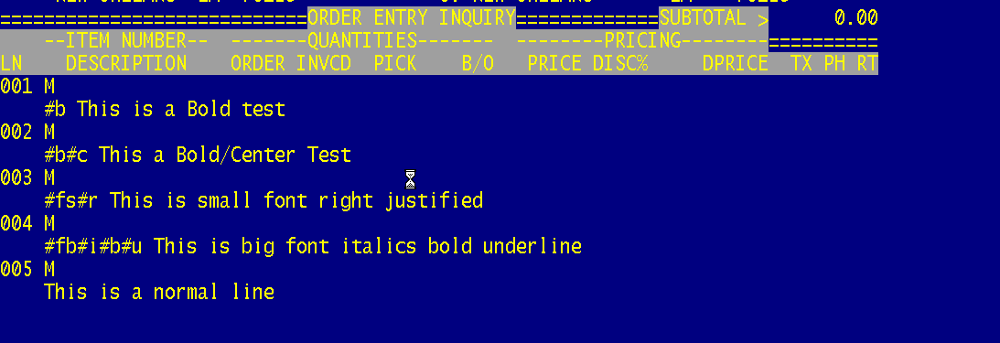 ==============================ORDER ENTRY INQUIRY=============SUBTOTAL > 0.00
--ITEM NUMBER-- -------QUANTITIES------- --------PRICING--------==========
LN DESCRIPTION ORDER INVCD PICK B/O PRICE DISC% DPRICE TX PH RT
001 M
#b This is a Bold test
002 M
#b#c This a Bold/Center Test
003 M
#fs#r This is small font right justified
004 M
#fb#i#b#u This is big font italics bold underline
005 M
This is a normal line